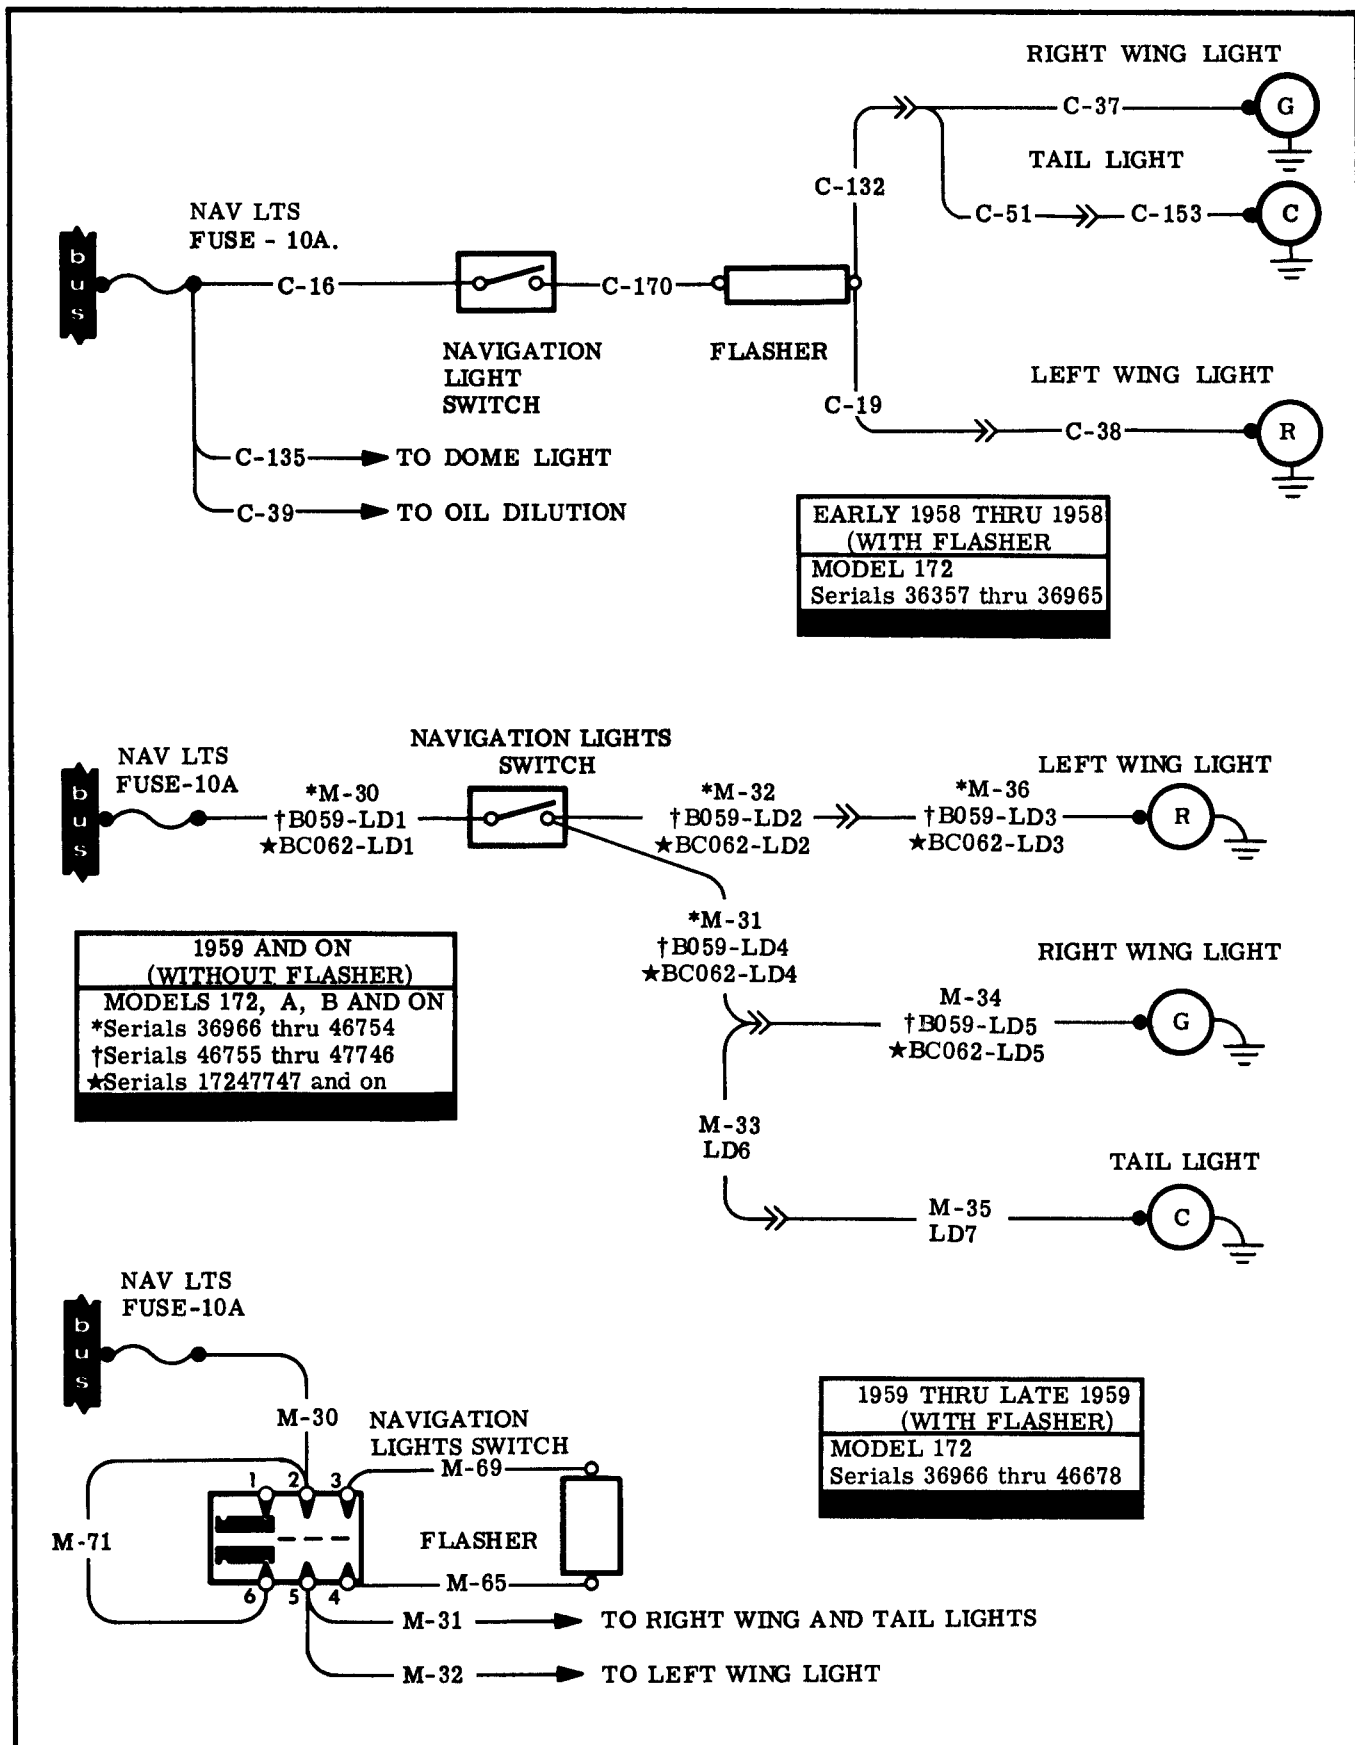 RIGHT WING LIGHT
C-37
G
TAIL LIGHT
C-132
C-51
C-153
C
NAV LTS
FUSE - 10A.
bus
C-16
C-170
NAVIGATION
LIGHT
SWITCH
FLASHER
LEFT WING LIGHT
C-19
C-38
R
C-135
TO DOME LIGHT
C-39
TO OIL DILUTION
EARLY 1958 THRU 1958
(WITH FLASHER
MODEL 172
Serials 36357 thru 36965
NAV LTS
FUSE-10A
bus
NAVIGATION LIGHTS
SWITCH
*M-30
†B059-LD1
★BC062-LD1
*M-32
†B059-LD2
★BC062-LD2
LEFT WING LIGHT
*M-36
†B059-LD3
★BC062-LD3
R
*M-31
†B059-LD4
★BC062-LD4
RIGHT WING LIGHT
M-34
†B059-LD5
★BC062-LD5
G
1959 AND ON
(WITHOUT FLASHER)
MODELS 172, A, B AND ON
*Serials 36966 thru 46754
†Serials 46755 thru 47746
★Serials 17247747 and on
M-33
LD6
TAIL LIGHT
M-35
LD7
C
NAV LTS
FUSE-10A
bus
M-30
NAVIGATION
LIGHTS SWITCH
1 2 3
M-69
M-71
FLASHER
6 5 4
M-65
M-31
TO RIGHT WING AND TAIL LIGHTS
M-32
TO LEFT WING LIGHT
1959 THRU LATE 1959
(WITH FLASHER)
MODEL 172
Serials 36966 thru 46678